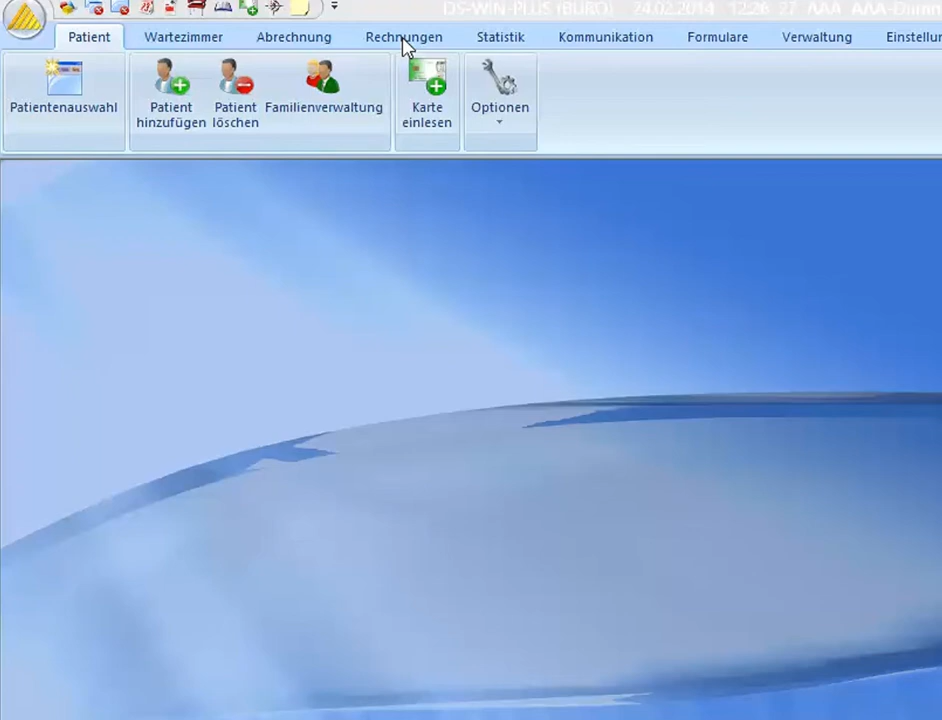 DS-WIN-PLUS (BÜRO) 24.02.2014
Patient Wartezimmer Abrechnung Rechnungen Statistik Kommunikation Formulare Verwaltung Einstellu
Patientenauswahl
Patient hinzufügen
Patient löschen
Familienverwaltung
Karte einlesen
Optionen